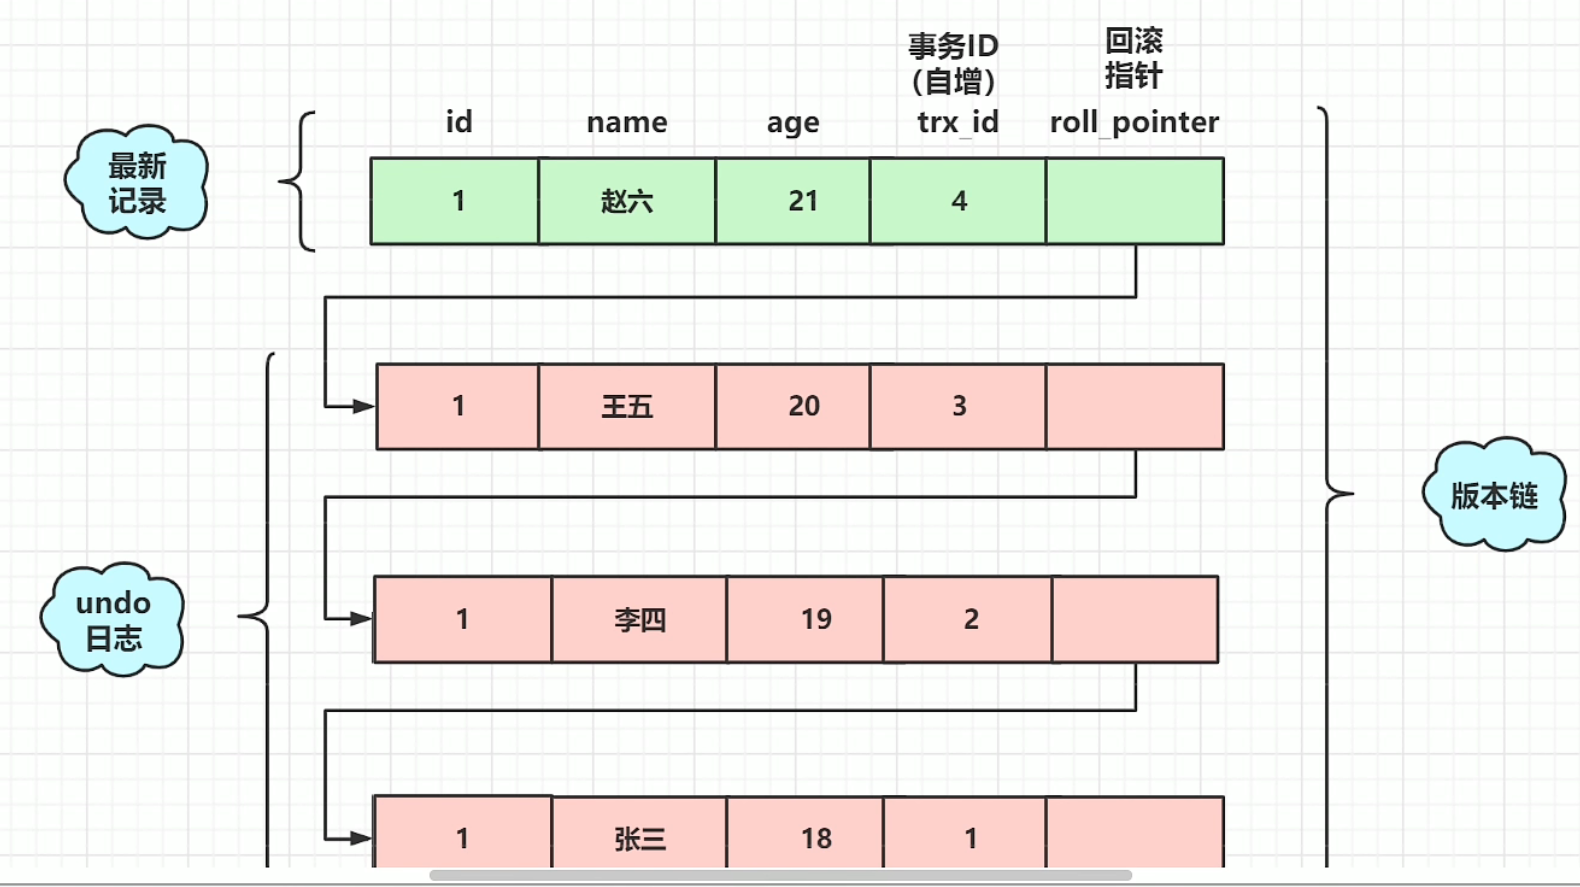 事务ID
（自增）
回滚
指针
id name age trx_id roll_pointer
最新
记录
1 赵六 21 4
1 王五 20 3
版本链
undo
日志
1 李四 19 2
1 张三 18 1